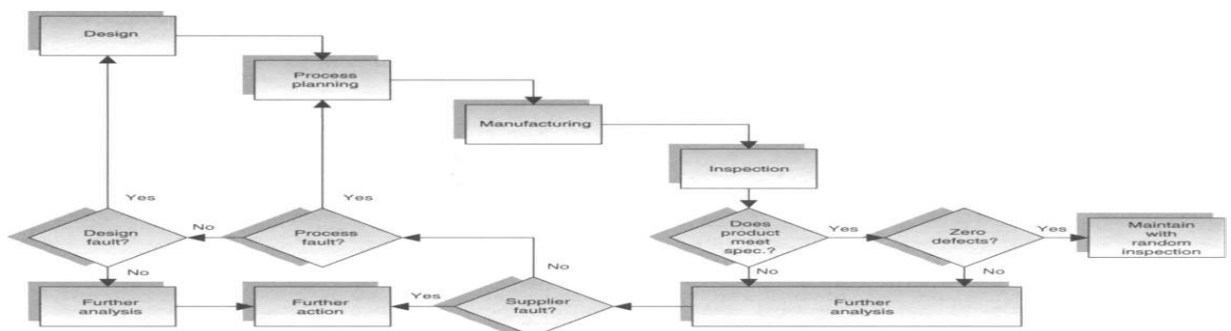 Design
Process
planning
Manufacturing
Inspection
Yes
Yes
Design
fault?
No
Process
fault?
Does
product
meet
spec.?
Yes
Zero
defects?
Yes
Maintain
with
random
inspection
No
No
No
No
Further
analysis
Further
action
Yes
Supplier
fault?
Further
analysis